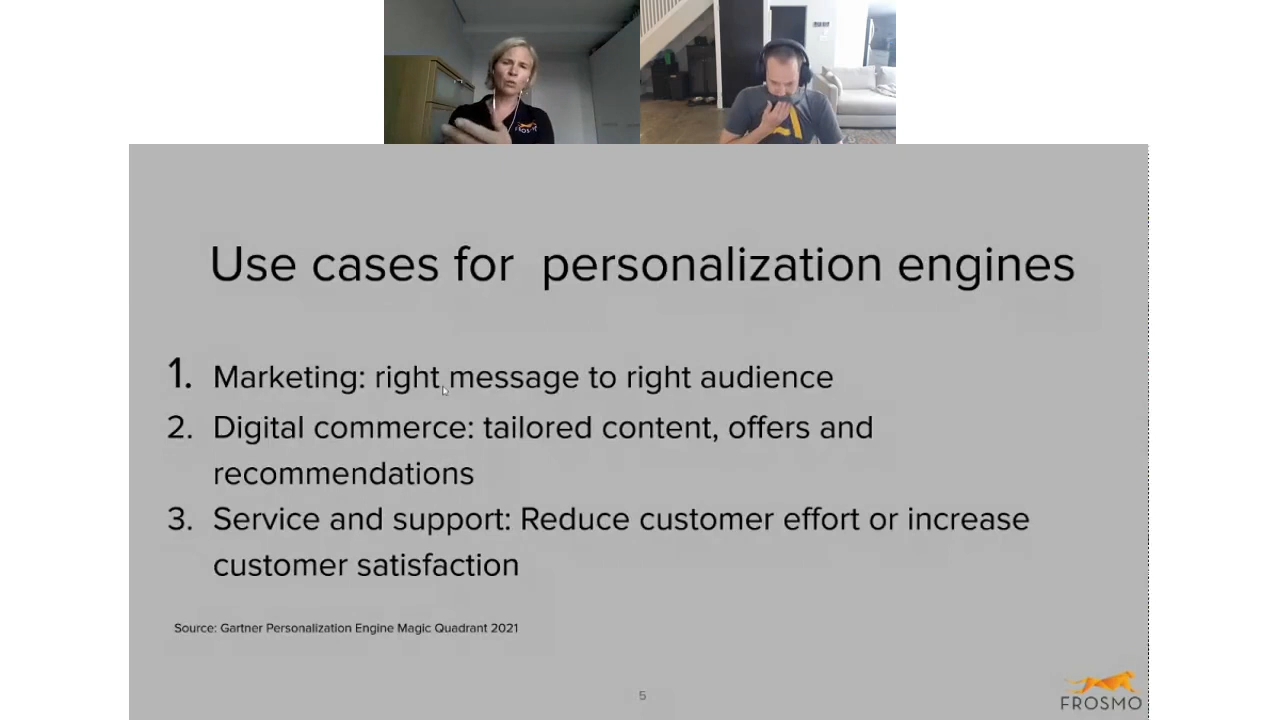 FROSMO
Use cases for  personalization engines
1. Marketing: right message to right audience
2. Digital commerce: tailored content, offers and
recommendations
3. Service and support: Reduce customer effort or increase
customer satisfaction
Source: Gartner Personalization Engine Magic Quadrant 2021
5
FROSMO